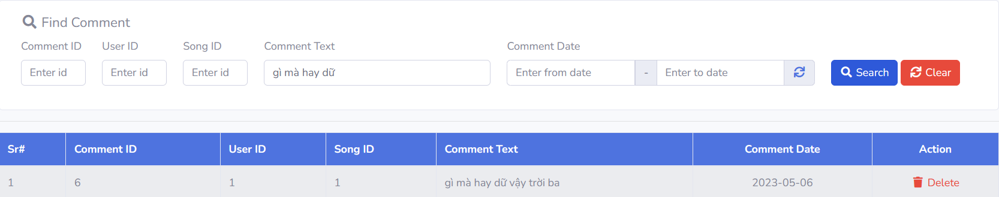 Find Comment
Comment ID User ID Song ID Comment Text Comment Date
Enter id Enter id Enter id gì mà hay dữ Enter from date - Enter to date Search Clear
Sr# Comment ID User ID Song ID Comment Text Comment Date Action
1 6 1 1 gì mà hay dữ vậy trời ba 2023-05-06 Delete